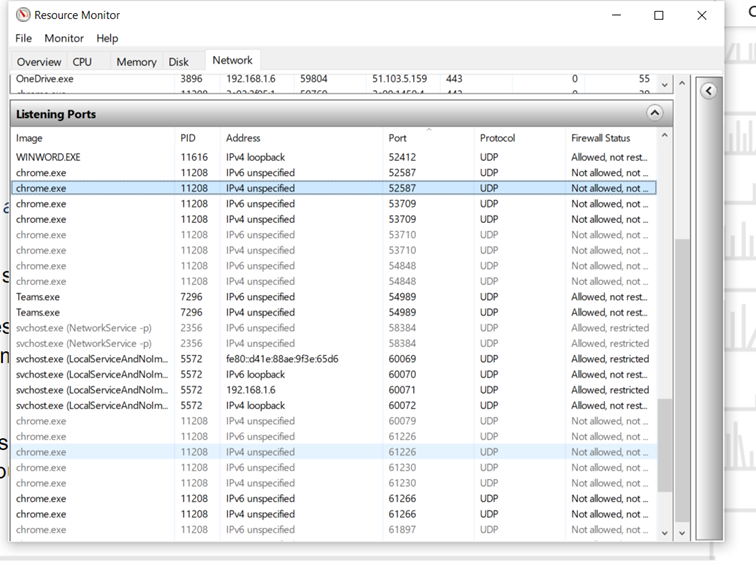 Resource Monitor
File Monitor Help
Overview CPU Memory Disk Network
OneDrive.exe 3896 192.168.1.6 59804 51.103.5.159 443 0 55
Listening Ports
Image PID Address Port Protocol Firewall Status
WINWORD.EXE 11616 IPv4 loopback 52412 UDP Allowed, not rest...
chrome.exe 11208 IPv6 unspecified 52587 UDP Not allowed, not ...
chrome.exe 11208 IPv4 unspecified 52587 UDP Not allowed, not ...
chrome.exe 11208 IPv6 unspecified 53709 UDP Not allowed, not ...
chrome.exe 11208 IPv4 unspecified 53709 UDP Not allowed, not ...
chrome.exe 11208 IPv6 unspecified 53710 UDP Not allowed, not ...
chrome.exe 11208 IPv4 unspecified 53710 UDP Not allowed, not ...
chrome.exe 11208 IPv6 unspecified 54848 UDP Not allowed, not ...
chrome.exe 11208 IPv4 unspecified 54848 UDP Not allowed, not ...
Teams.exe 7296 IPv6 unspecified 54989 UDP Allowed, not rest...
Teams.exe 7296 IPv4 unspecified 54989 UDP Allowed, not rest...
svchost.exe (NetworkService -p) 2356 IPv6 unspecified 58384 UDP Allowed, restricted
svchost.exe (NetworkService -p) 2356 IPv4 unspecified 58384 UDP Allowed, restricted
svchost.exe (LocalServiceAndNoIm... 5572 fe80::d41e:88ae:9f3e:65d6 60069 UDP Allowed, restricted
svchost.exe (LocalServiceAndNoIm... 5572 IPv6 loopback 60070 UDP Allowed, not rest...
svchost.exe (LocalServiceAndNoIm... 5572 192.168.1.6 60071 UDP Allowed, restricted
svchost.exe (LocalServiceAndNoIm... 5572 IPv4 loopback 60072 UDP Allowed, not rest...
chrome.exe 11208 IPv4 unspecified 60079 UDP Not allowed, not ...
chrome.exe 11208 IPv6 unspecified 61226 UDP Not allowed, not ...
chrome.exe 11208 IPv4 unspecified 61226 UDP Not allowed, not ...
chrome.exe 11208 IPv6 unspecified 61230 UDP Not allowed, not ...
chrome.exe 11208 IPv4 unspecified 61230 UDP Not allowed, not ...
chrome.exe 11208 IPv6 unspecified 61266 UDP Not allowed, not ...
chrome.exe 11208 IPv4 unspecified 61266 UDP Not allowed, not ...
chrome.exe 11208 IPv6 unspecified 61897 UDP Not allowed, not ...